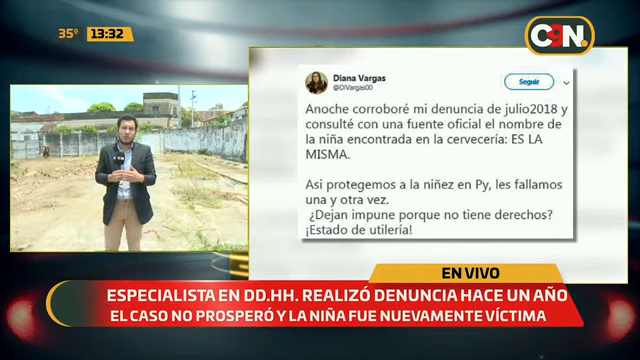 35º 13:32
C9N.
Diana Vargas
@DIVargas00
Seguir
Anoche corroboré mi denuncia de julio2018 y
consulté con una fuente oficial el nombre de
la niña encontrada en la cervecería: ES LA
MISMA.
Asi protegemos a la niñez en Py, les fallamos
una y otra vez.
¿Dejan impune porque no tiene derechos?
¡Estado de utilería!
EN VIVO
ESPECIALISTA EN DD.HH. REALIZÓ DENUNCIA HACE UN AÑO
EL CASO NO PROSPERÓ Y LA NIÑA FUE NUEVAMENTE VÍCTIMA